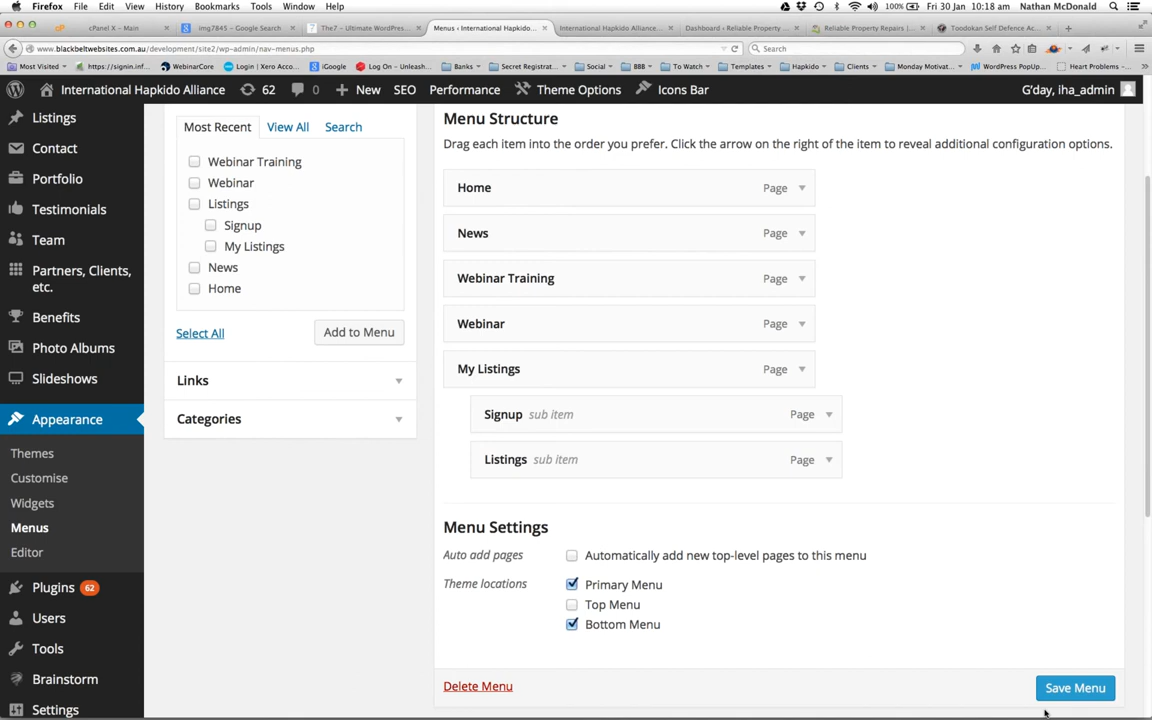 Firefox File Edit View History Bookmarks Tools Window Help 100% Fri 30 Jan 10:18 am Nathan McDonald
cPanel X – Main img7845 – Google Search The7 – Ultimate WordPres... Menus ‹ International Hapkido... International Hapkido Alliance... Dashboard ‹ Reliable Property ... Reliable Property Repairs | ... Toodokan Self Defence Ac...
www.blackbeltwebsites.com.au/development/site2/wp-admin/nav-menus.php Search
Most Visited https://signin.inf... WebinarCore Login | Xero Acco... iGoogle Log On – Unleash... Banks Secret Registrat... Social BBB To Watch Templates Hapkido Clients Monday Motivat... WordPress PopUp... Heart Problems –...
International Hapkido Alliance 62 0 New SEO Performance Theme Options Icons Bar G'day, iha_admin
Listings
Contact
Portfolio
Testimonials
Team
Partners, Clients,
etc.
Benefits
Photo Albums
Slideshows
Appearance
Themes
Customise
Widgets
Menus
Editor
Plugins 62
Users
Tools
Brainstorm
Settings
Most Recent View All Search
Webinar Training
Webinar
Listings
Signup
My Listings
News
Home
Select All Add to Menu
Links
Categories
Menu Structure
Drag each item into the order you prefer. Click the arrow on the right of the item to reveal additional configuration options.
Home Page
News Page
Webinar Training Page
Webinar Page
My Listings Page
Signup sub item Page
Listings sub item Page
Menu Settings
Auto add pages Automatically add new top-level pages to this menu
Theme locations Primary Menu
Top Menu
Bottom Menu
Delete Menu Save Menu